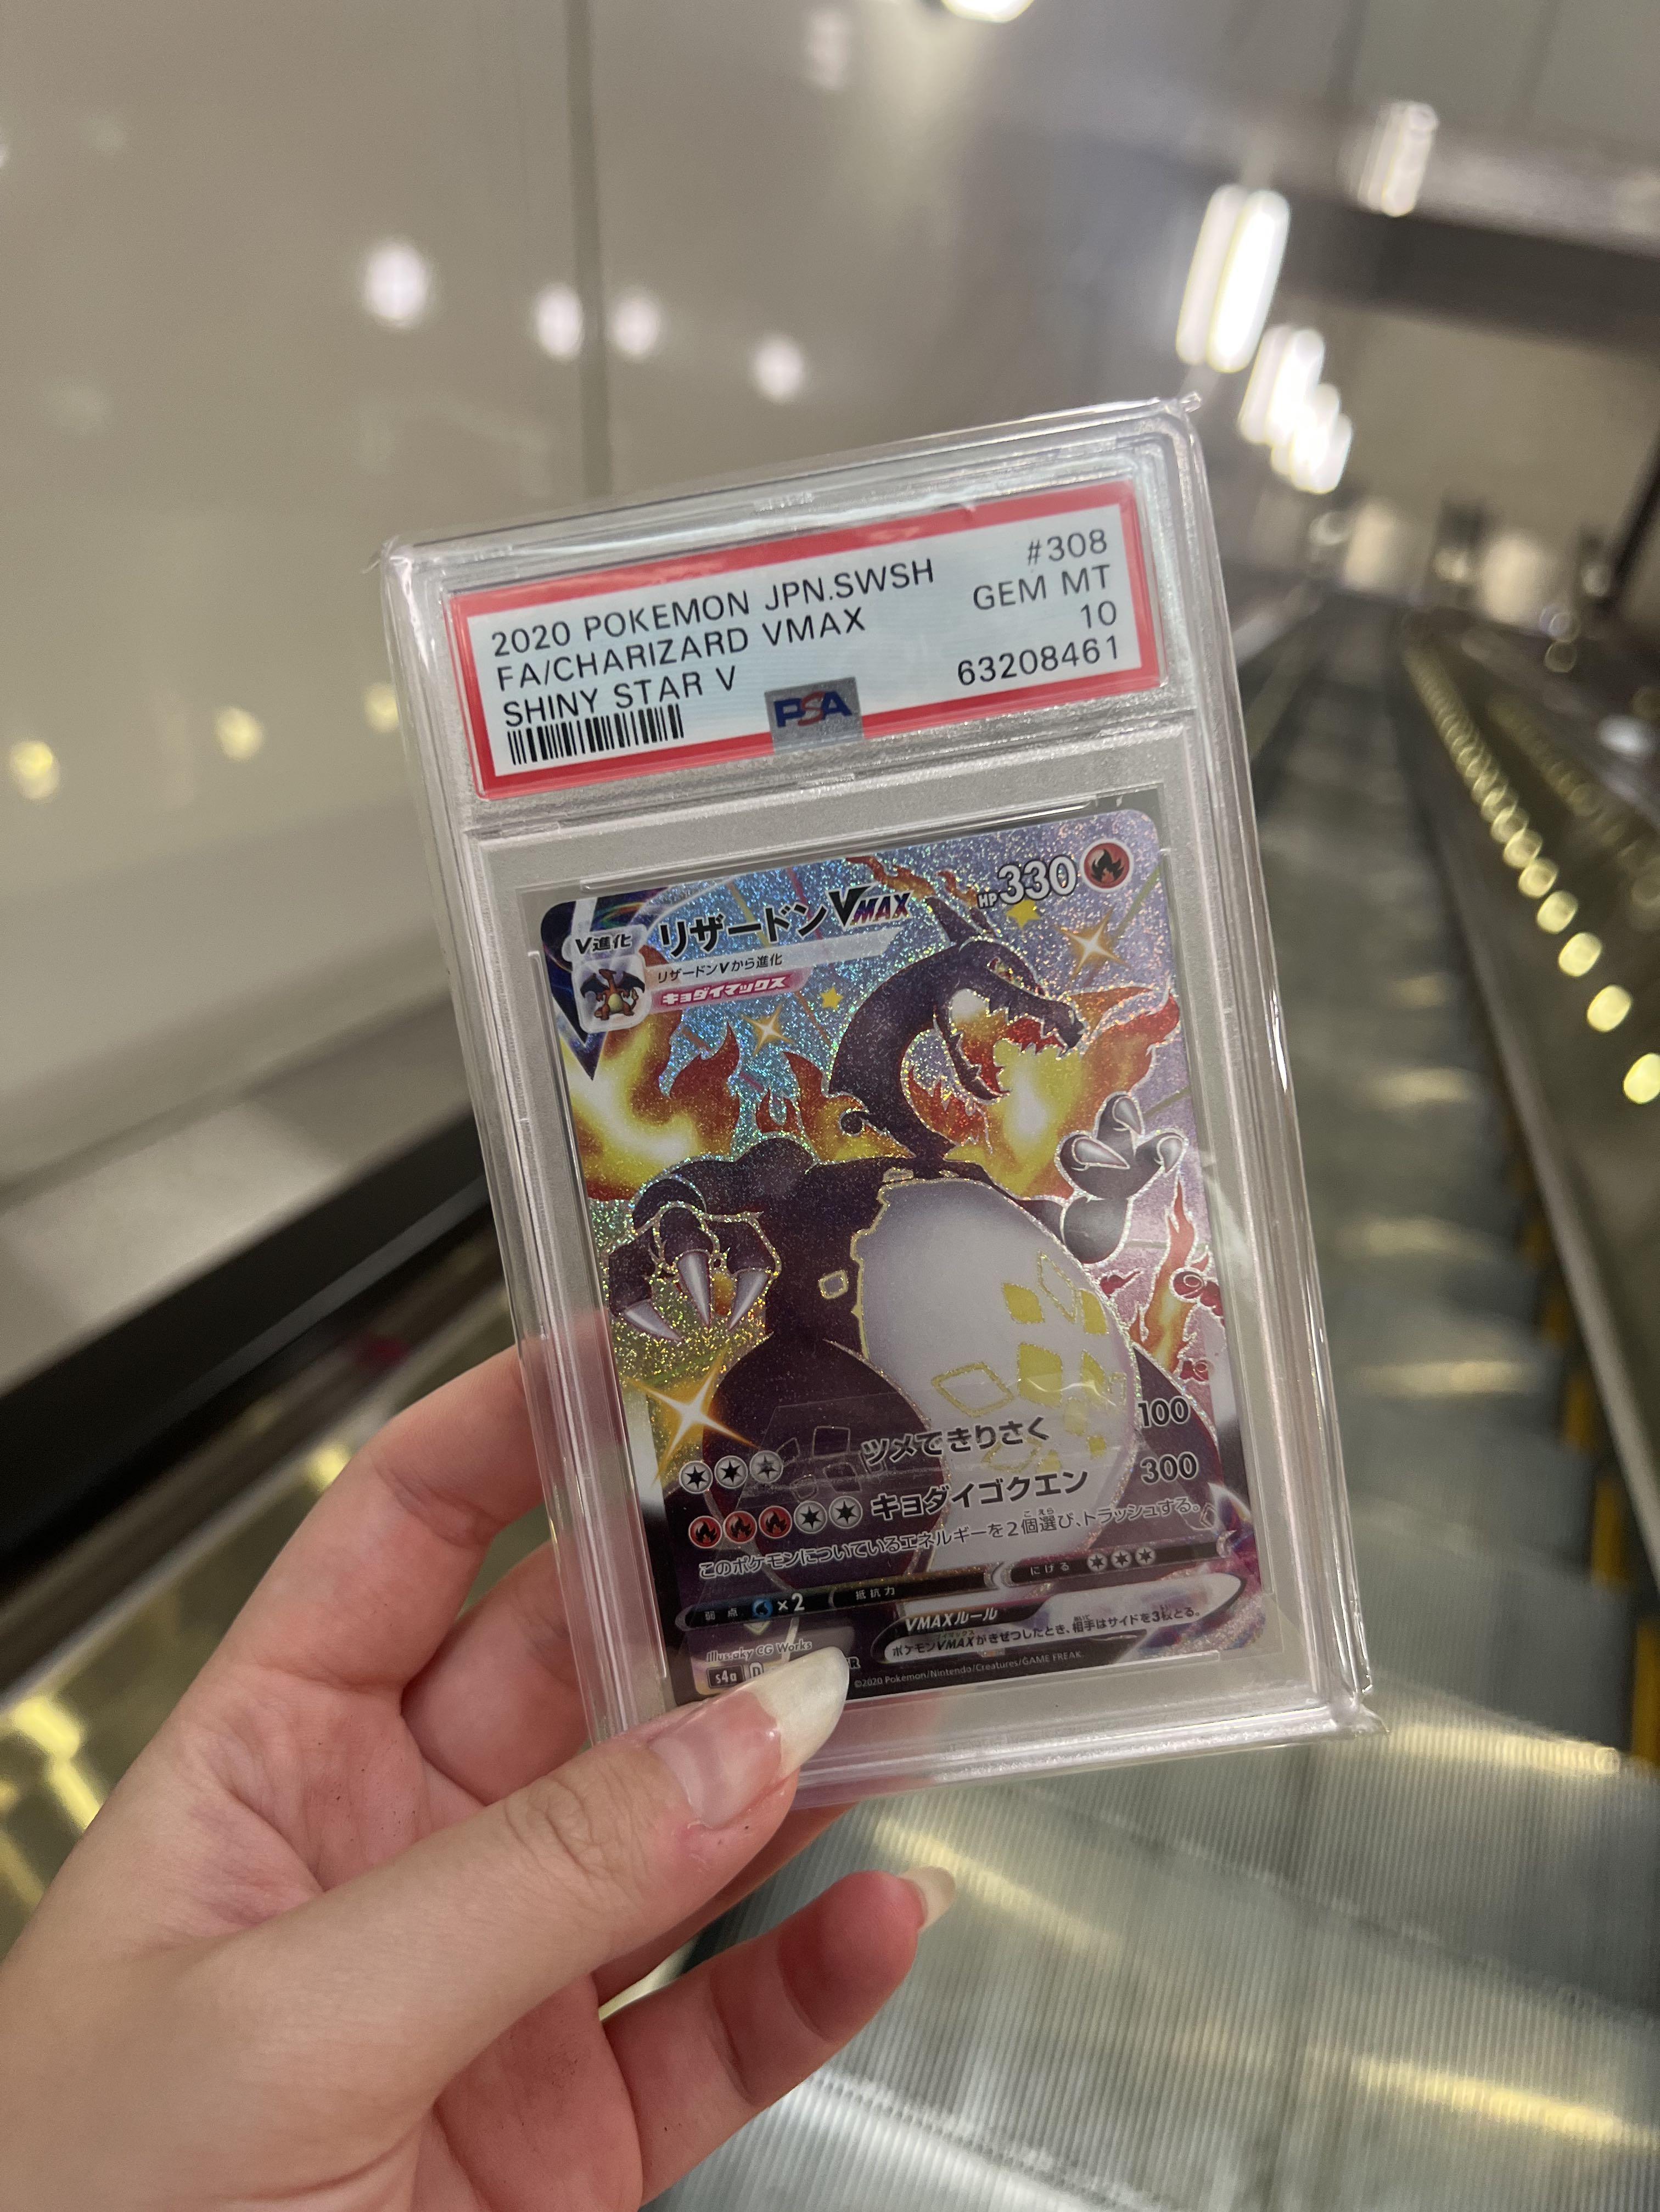 2020 POKEMON JPN.SWSH #308
FA/CHARIZARD VMAX GEM MT
SHINY STAR V 10
63208461
PSA
V進化 リザードンVMAX HP330
リザードンVから進化
キョダイマックス
ツメできりさく 100
キョダイゴクエン 300
このポケモンについているエネルギーを2個選び、トラッシュする。
弱点 ×2 抵抗力 にげる
VMAXルール
ポケモンVMAXがきぜつしたとき、相手はサイドを3枚とる。
Illus.aky CG Works
s4a D
©2020 Pokémon/Nintendo/Creatures/GAME FREAK